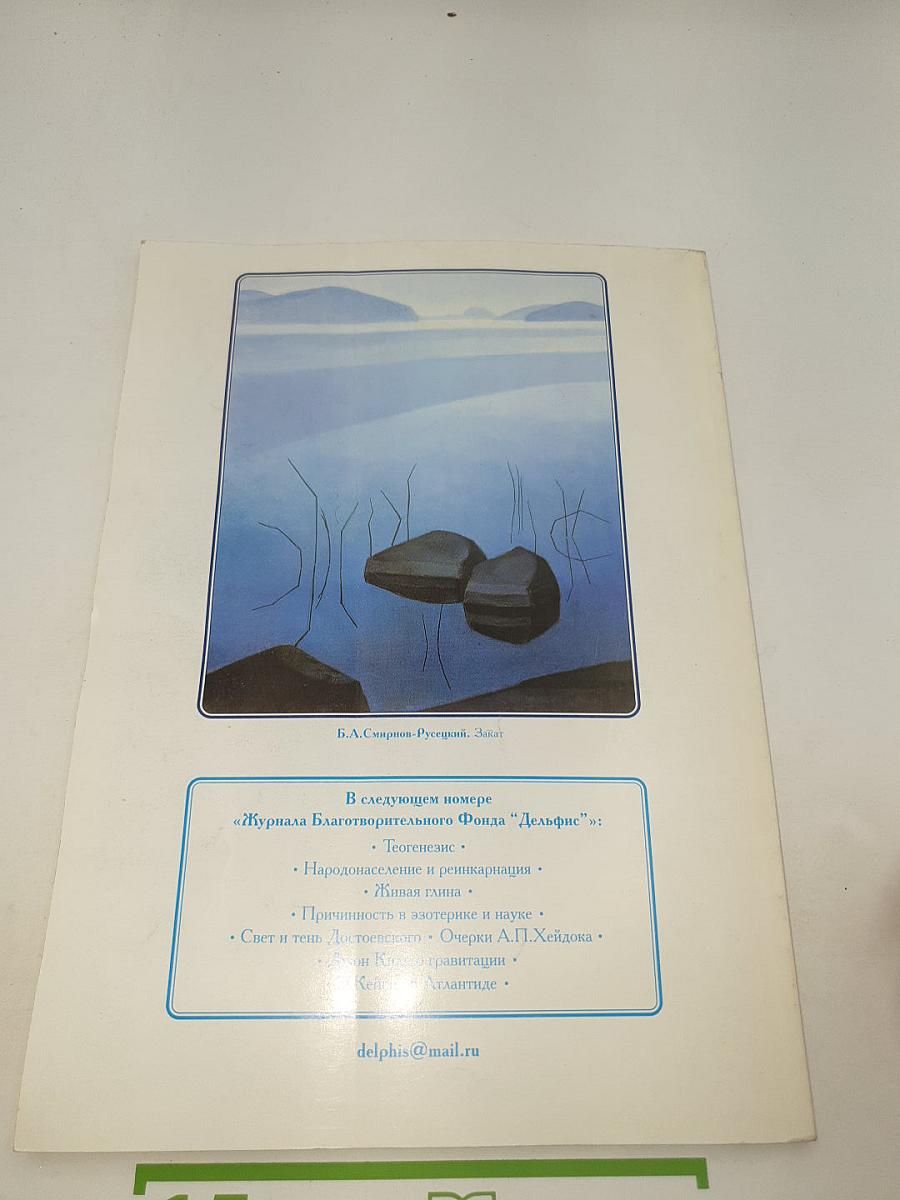 Б.А.Смирнов-Русецкий. Закат
В следующем номере
«Журнала Благотворительного Фонда “Дельфис”»:
• Теогенезис •
• Народонаселение и реинкарнация •
• Живая глина •
• Причинность в эзотерике и науке •
• Свет и тень Достоевского • Очерки А.П.Хейдока •
• гравитации •
Атлантиде •
delphis@mail.ru